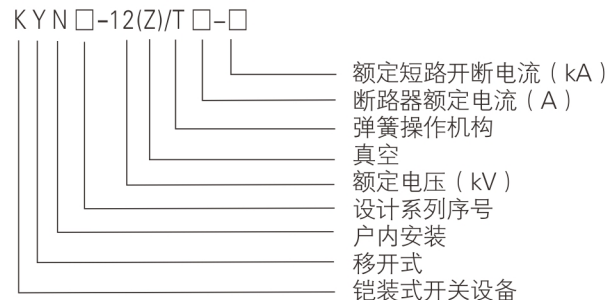 KYN□-12(Z)/T□-□
额定短路开断电流（kA）
断路器额定电流（A）
弹簧操作机构
真空
额定电压（kV）
设计系列序号
户内安装
移开式
铠装式开关设备